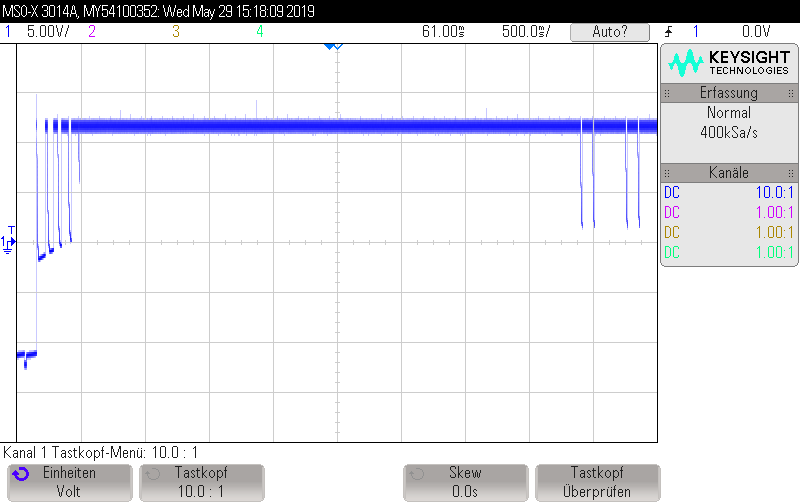 MSO-X 3014A, MY54100352: Wed May 29 15:18:09 2019
1 5.00V/ 2 3 4 61.00s 500.0s/ Auto? 1 0.0V
KEYSIGHT
TECHNOLOGIES
Erfassung
Normal
400kSa/s
Kanäle
DC 10.0:1
DC 1.00:1
DC 1.00:1
DC 1.00:1
T
1
Kanal 1 Tastkopf-Menü: 10.0 : 1
Einheiten
Volt
Tastkopf
10.0 : 1
Skew
0.0s
Tastkopf
Überprüfen